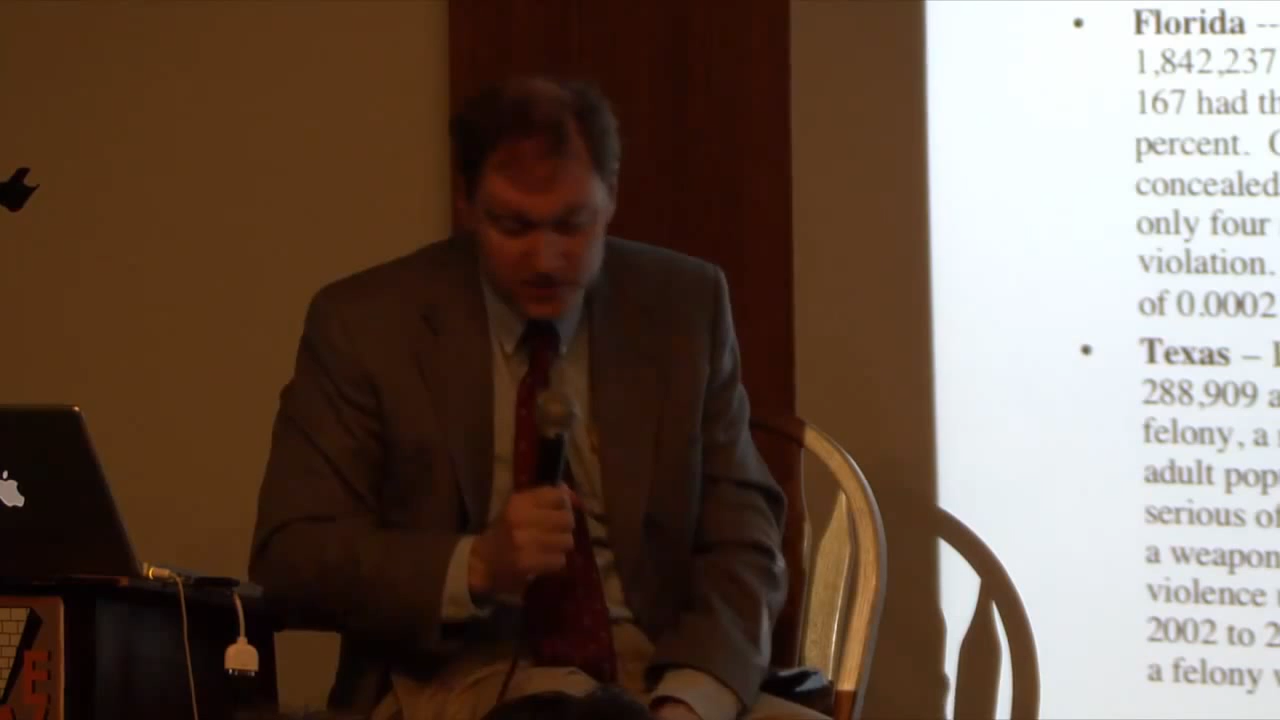 • Florida --
1,842,237
167 had th
percent.
concealed
only four
violation.
of 0.0002
• Texas –
288,909 a
felony, a
adult pop
serious of
a weapon
violence
2002 to 2
a felony